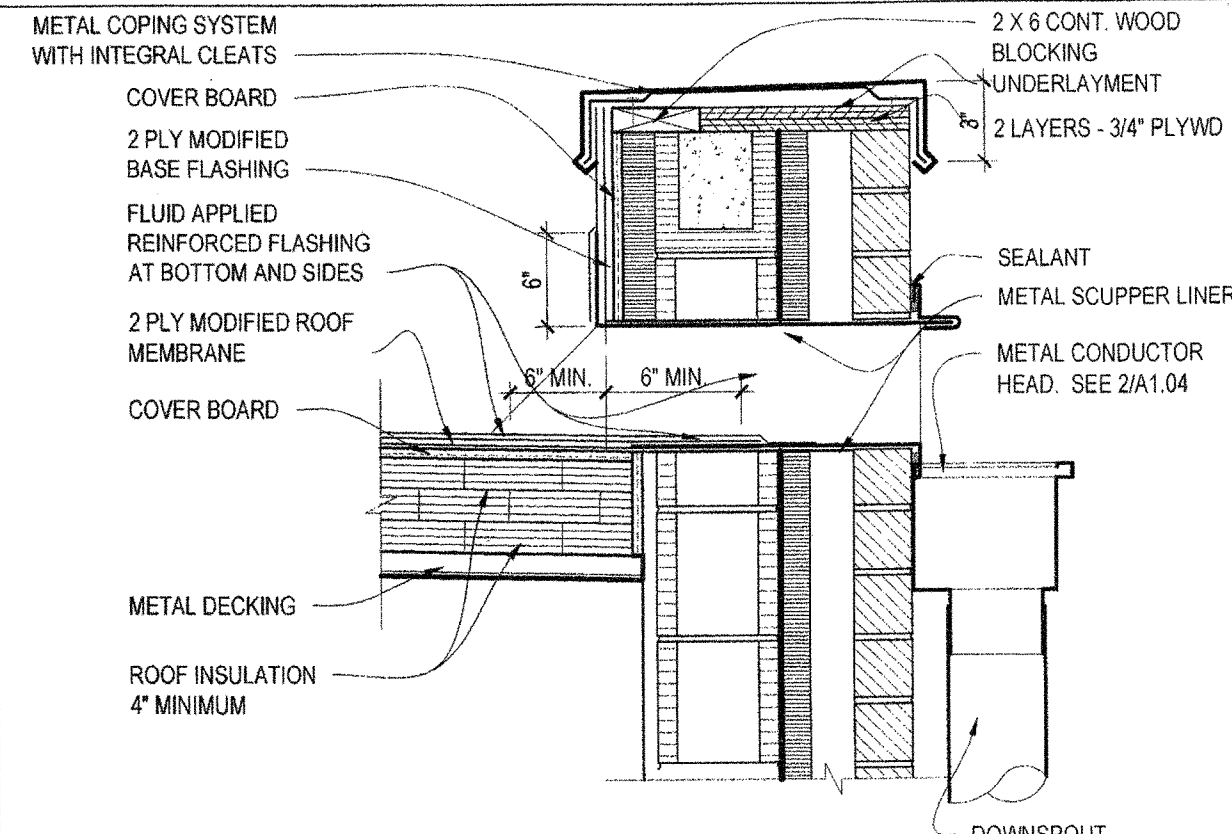 METAL COPING SYSTEM
WITH INTEGRAL CLEATS
COVER BOARD
2 PLY MODIFIED
BASE FLASHING
FLUID APPLIED
REINFORCED FLASHING
AT BOTTOM AND SIDES
2 PLY MODIFIED ROOF
MEMBRANE
COVER BOARD
METAL DECKING
ROOF INSULATION
4" MINIMUM
6"
6" MIN.
6" MIN.
2 X 6 CONT. WOOD
BLOCKING
UNDERLAYMENT
3"
2 LAYERS - 3/4" PLYWD
SEALANT
METAL SCUPPER LINER
METAL CONDUCTOR
HEAD. SEE 2/A1.04
DOWNSPOUT